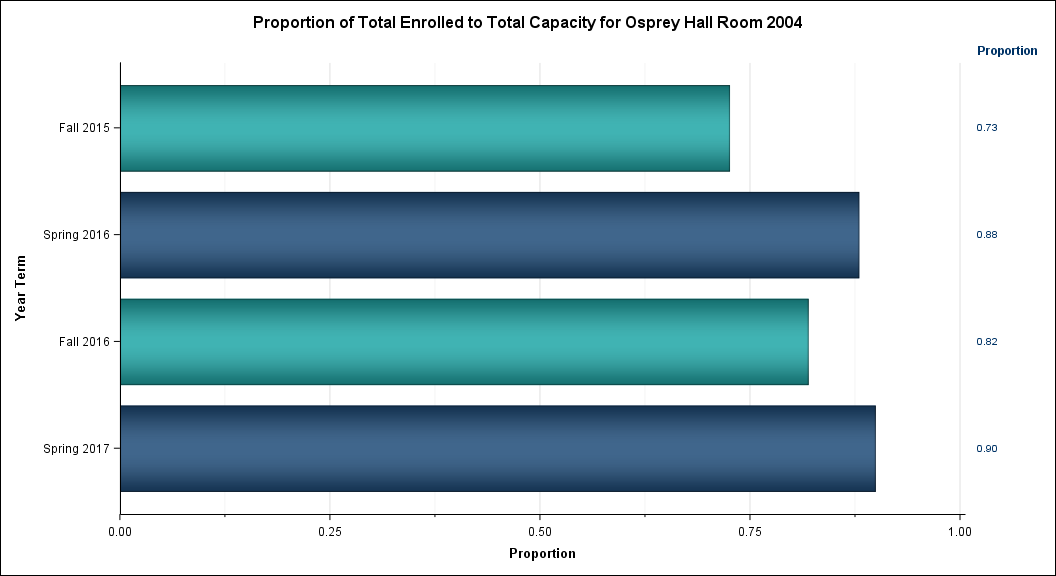 Proportion of Total Enrolled to Total Capacity for Osprey Hall Room 2004
Proportion
Fall 2015 0.73
Spring 2016 0.88
Fall 2016 0.82
Spring 2017 0.90
Year Term
0.00 0.25 0.50 0.75 1.00
Proportion